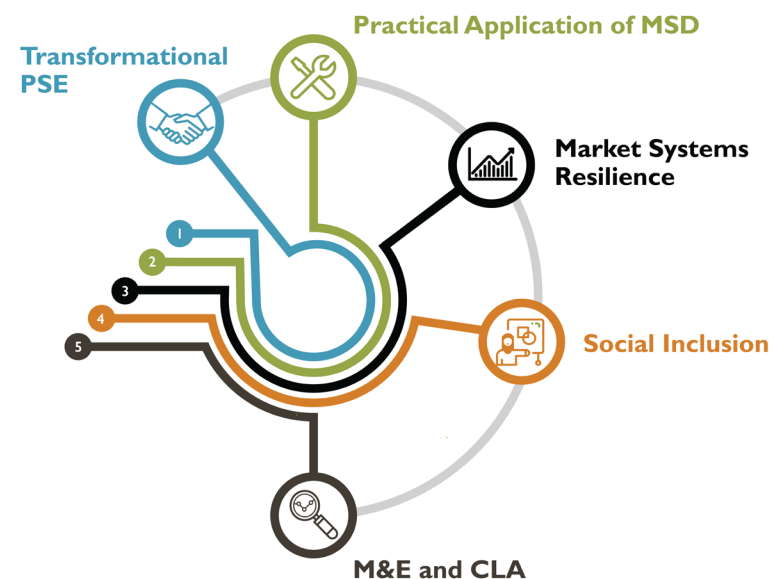 Practical Application of MSD
Transformational
PSE
Market Systems
Resilience
1
2
3
4
5
Social Inclusion
M&E and CLA